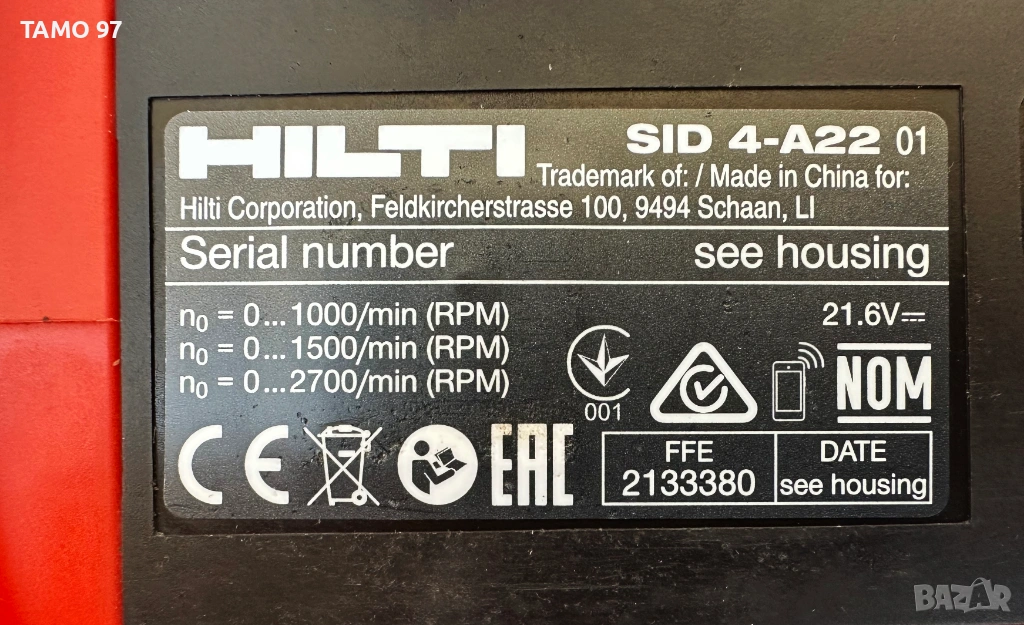 TAMO 97
HILTI SID 4-A22 01
Trademark of: / Made in China for:
Hilti Corporation, Feldkircherstrasse 100, 9494 Schaan, LI
Serial number see housing
n0 = 0...1000/min (RPM) 21.6V⎓
n0 = 0...1500/min (RPM)
n0 = 0...2700/min (RPM)
001
NOM
CE EAC
FFE DATE
2133380 see housing
BAZAR